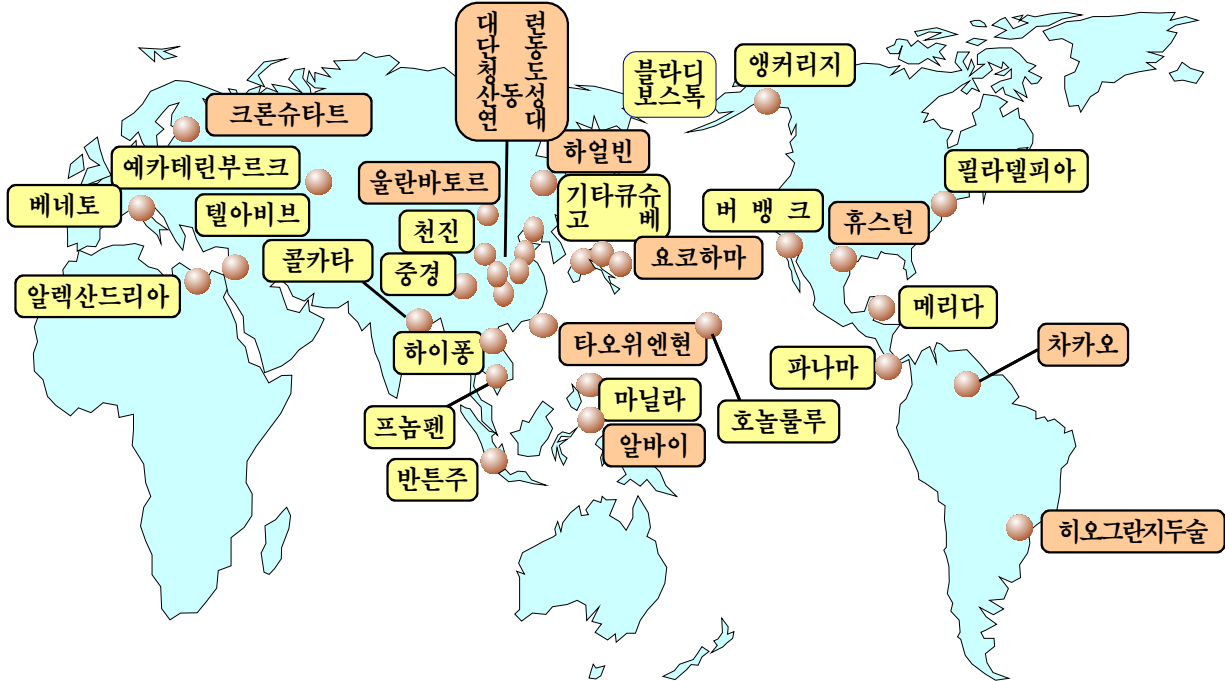 대 련
단 동
청 도
산 동 성
연 대
블라디
보스톡
앵커리지
크론슈타트
하얼빈
예카테린부르크
울란바토르
필라델피아
기타큐슈
고 베
베네토
텔아비브
버 뱅 크
휴스턴
천진
요코하마
콜카타
중경
알렉산드리아
메리다
하이퐁
타오위엔현
차카오
파나마
마닐라
프놈펜
호놀룰루
알바이
반튼주
히오그란지두술